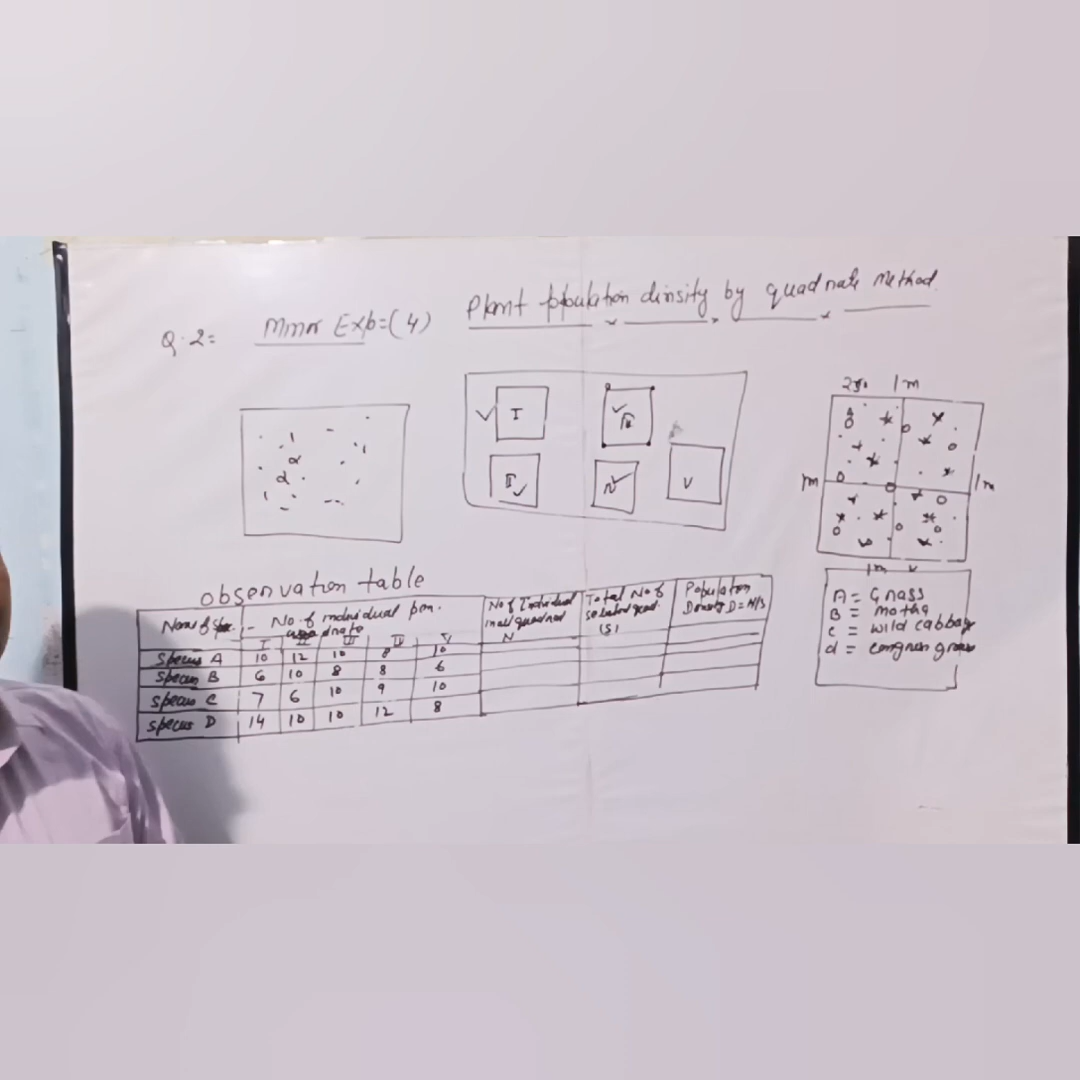 Q.2=
Minor Exp=(4)
Plant population density by quadrate Method.
I
III
II
IV
V
250
1m
1m
1m
1m
observation table
Name of
- No. of individual per.
quadrate
No of Individual
in all quadrad
N
Total No of
selected quad.
(S)
Population
Density D=N/S
I II III IV V
Species A 10 12 10 8 10
Species B 6 10 8 8 6
Species C 7 6 10 9 10
Species D 14 10 10 12 8
A = Grass
B = motha
C = wild cabbage
d = congress grass